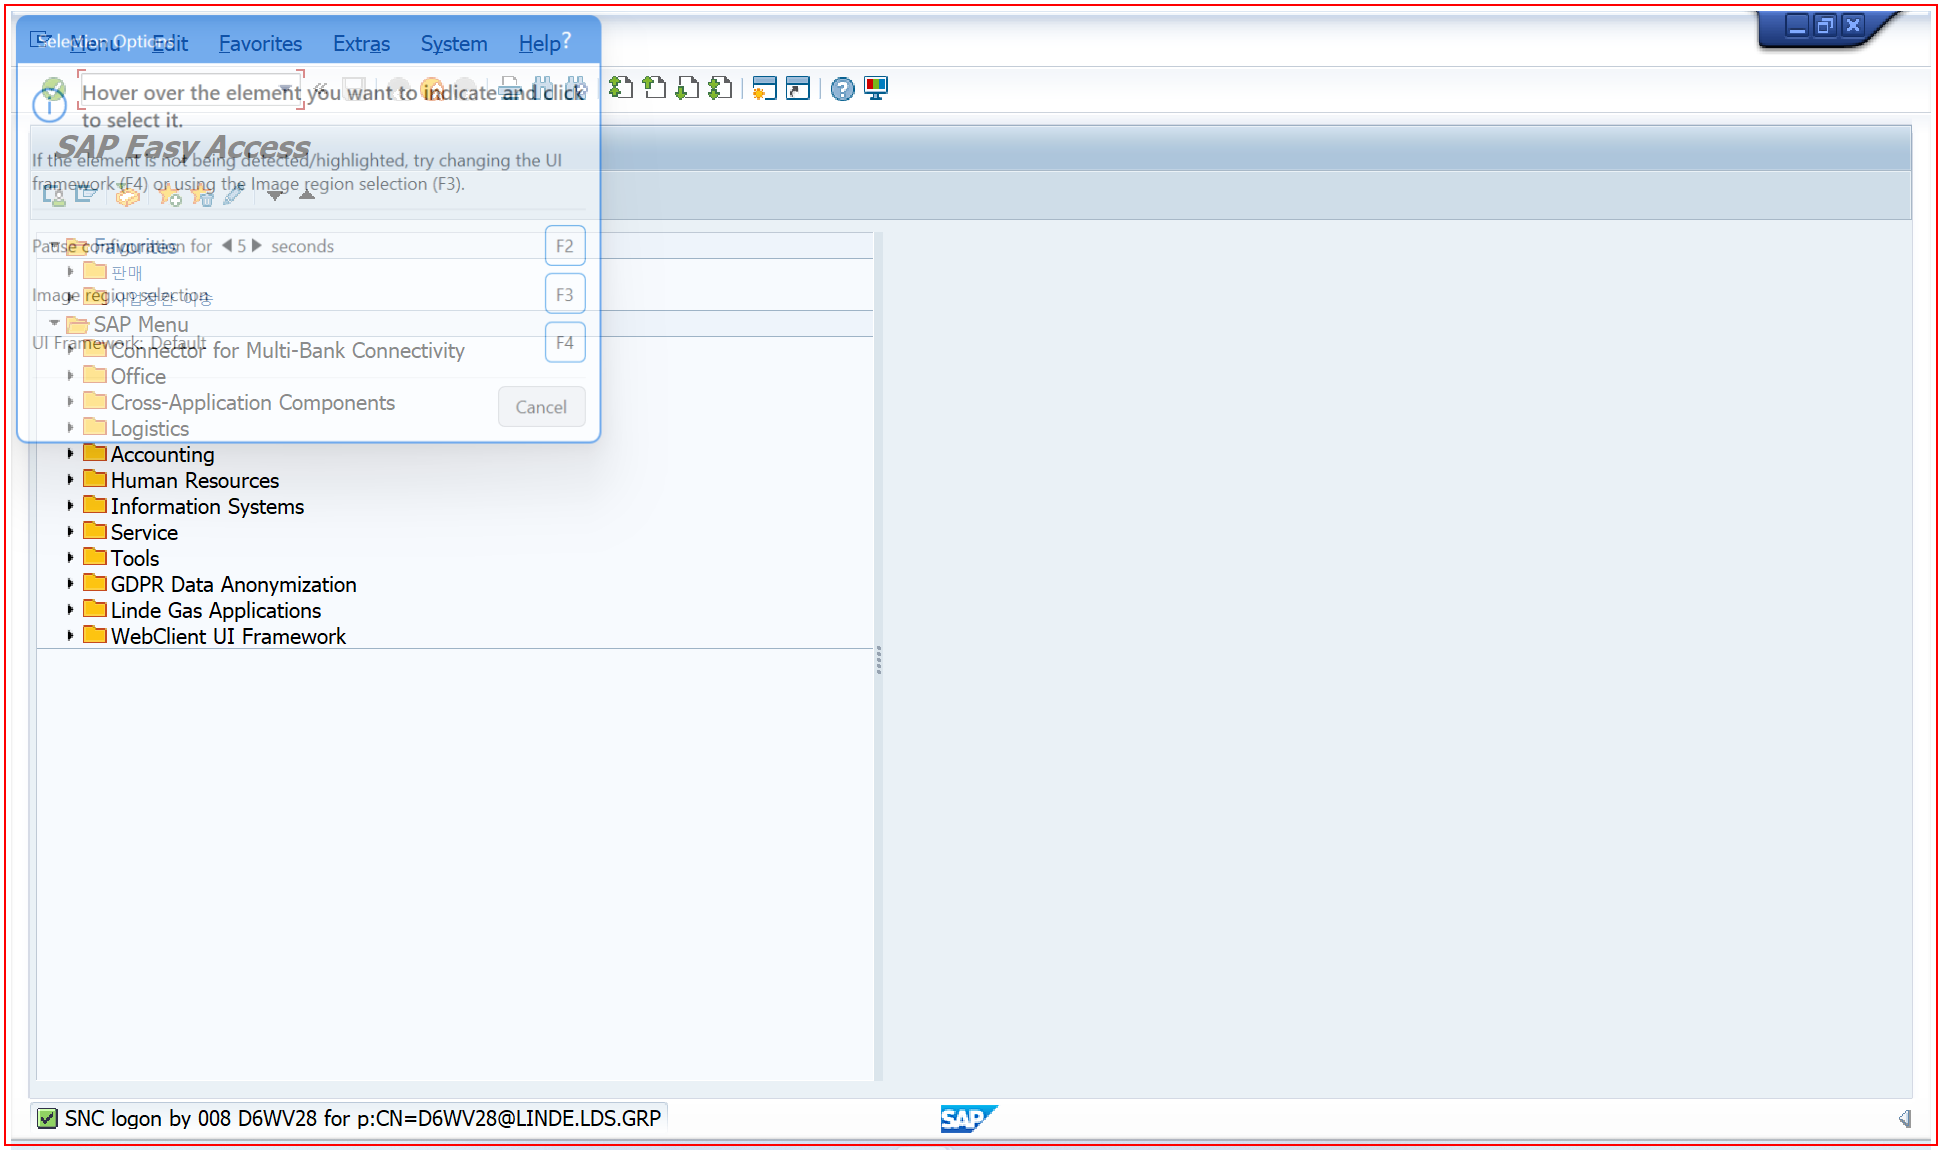 Selection Options ?
Menu Edit Favorites Extras System Help
Hover over the element you want to indicate and click
to select it.
SAP Easy Access
If the element is not being detected/highlighted, try changing the UI
framework (F4) or using the Image region selection (F3).
Favorites
Pause configuration for 5 seconds F2
판매
Image region selection F3
SAP Menu
UI Framework: Default F4
Connector for Multi-Bank Connectivity
Office
Cross-Application Components
Cancel
Logistics
Accounting
Human Resources
Information Systems
Service
Tools
GDPR Data Anonymization
Linde Gas Applications
WebClient UI Framework
SNC logon by 008 D6WV28 for p:CN=D6WV28@LINDE.LDS.GRP
SAP